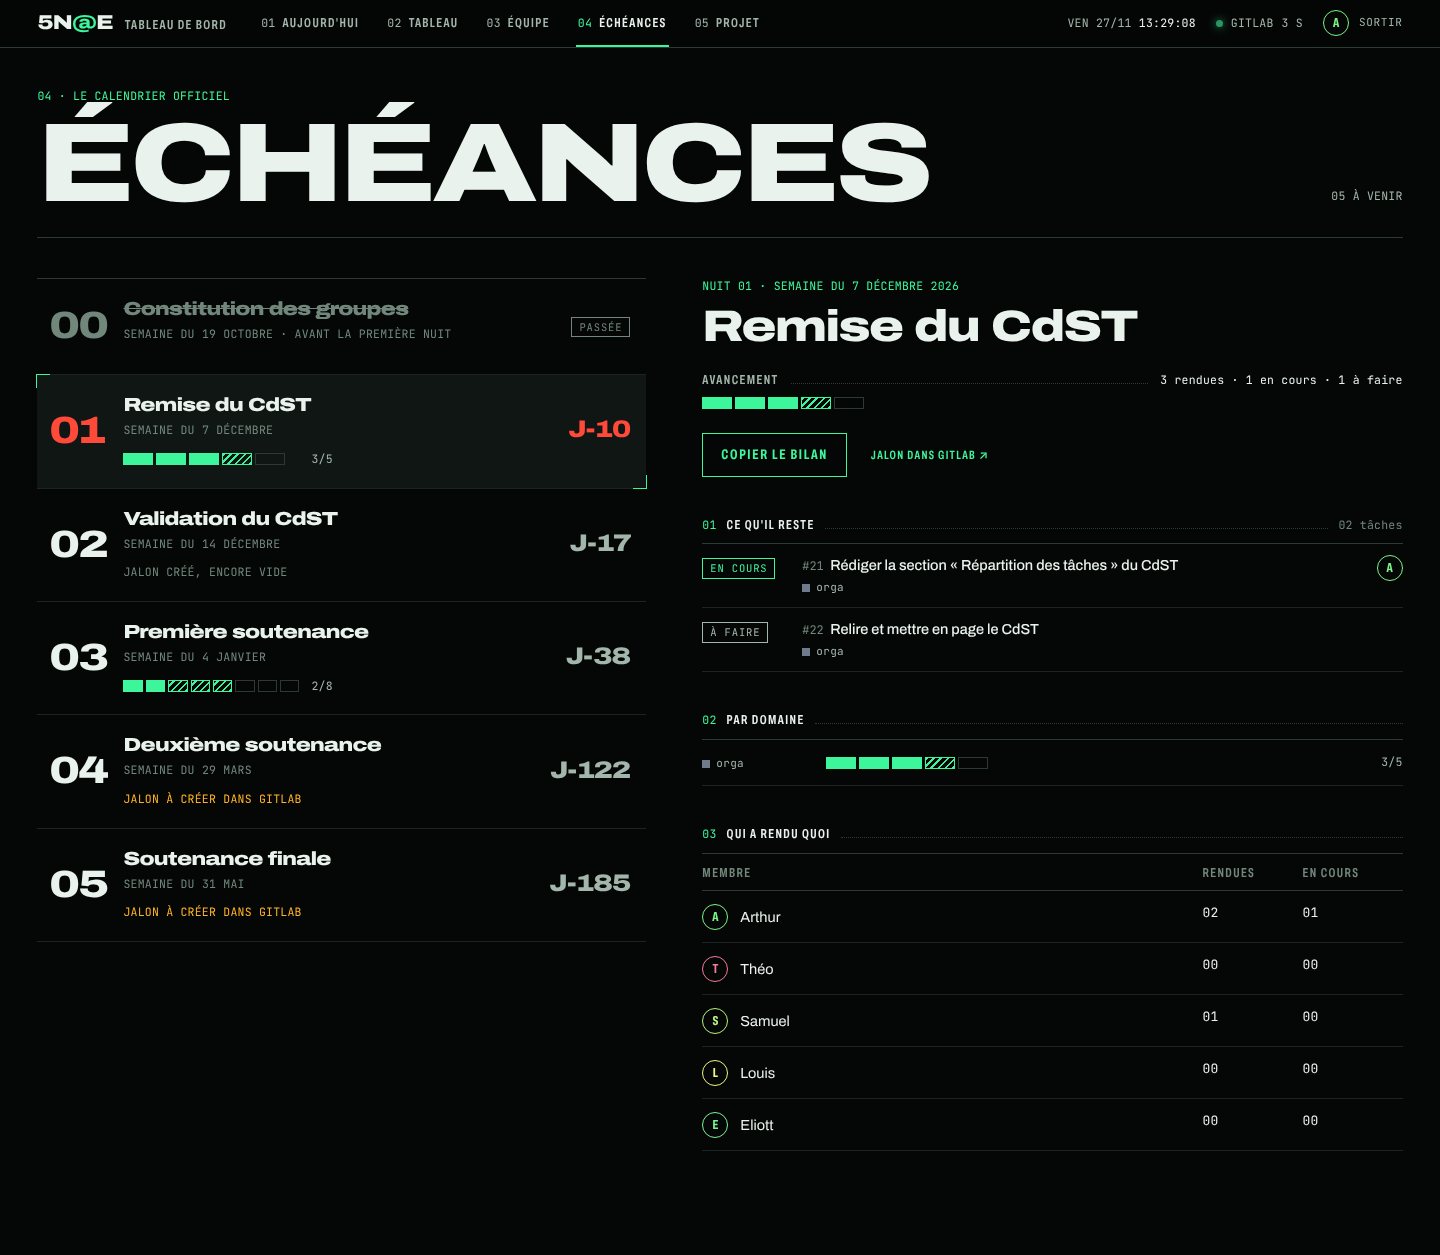 5N@E TABLEAU DE BORD 01 AUJOURD'HUI 02 TABLEAU 03 ÉQUIPE 04 ÉCHÉANCES 05 PROJET VEN 27/11 13:29:08 GITLAB 3 S A SORTIR
04 · LE CALENDRIER OFFICIEL
ÉCHÉANCES
05 À VENIR
00 Constitution des groupes
SEMAINE DU 19 OCTOBRE · AVANT LA PREMIÈRE NUIT
PASSÉE
01 Remise du CdST
SEMAINE DU 7 DÉCEMBRE
J-10
3/5
02 Validation du CdST
SEMAINE DU 14 DÉCEMBRE
J-17
JALON CRÉÉ, ENCORE VIDE
03 Première soutenance
SEMAINE DU 4 JANVIER
J-38
2/8
04 Deuxième soutenance
SEMAINE DU 29 MARS
J-122
JALON À CRÉER DANS GITLAB
05 Soutenance finale
SEMAINE DU 31 MAI
J-185
JALON À CRÉER DANS GITLAB
NUIT 01 · SEMAINE DU 7 DÉCEMBRE 2026
Remise du CdST
AVANCEMENT 3 rendues · 1 en cours · 1 à faire
COPIER LE BILAN JALON DANS GITLAB ↗
01 CE QU'IL RESTE 02 tâches
EN COURS #21 Rédiger la section « Répartition des tâches » du CdST A
orga
À FAIRE #22 Relire et mettre en page le CdST
orga
02 PAR DOMAINE
orga 3/5
03 QUI A RENDU QUOI
MEMBRE RENDUES EN COURS
A Arthur 02 01
T Théo 00 00
S Samuel 01 00
L Louis 00 00
E Eliott 00 00